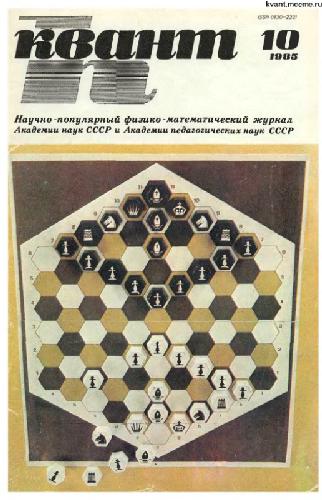 kvant.mccme.ru
ISSN 0130-2221
квант 10
1985
Научно-популярный физико-математический журнал
Академии наук СССР и Академии педагогических наук СССР